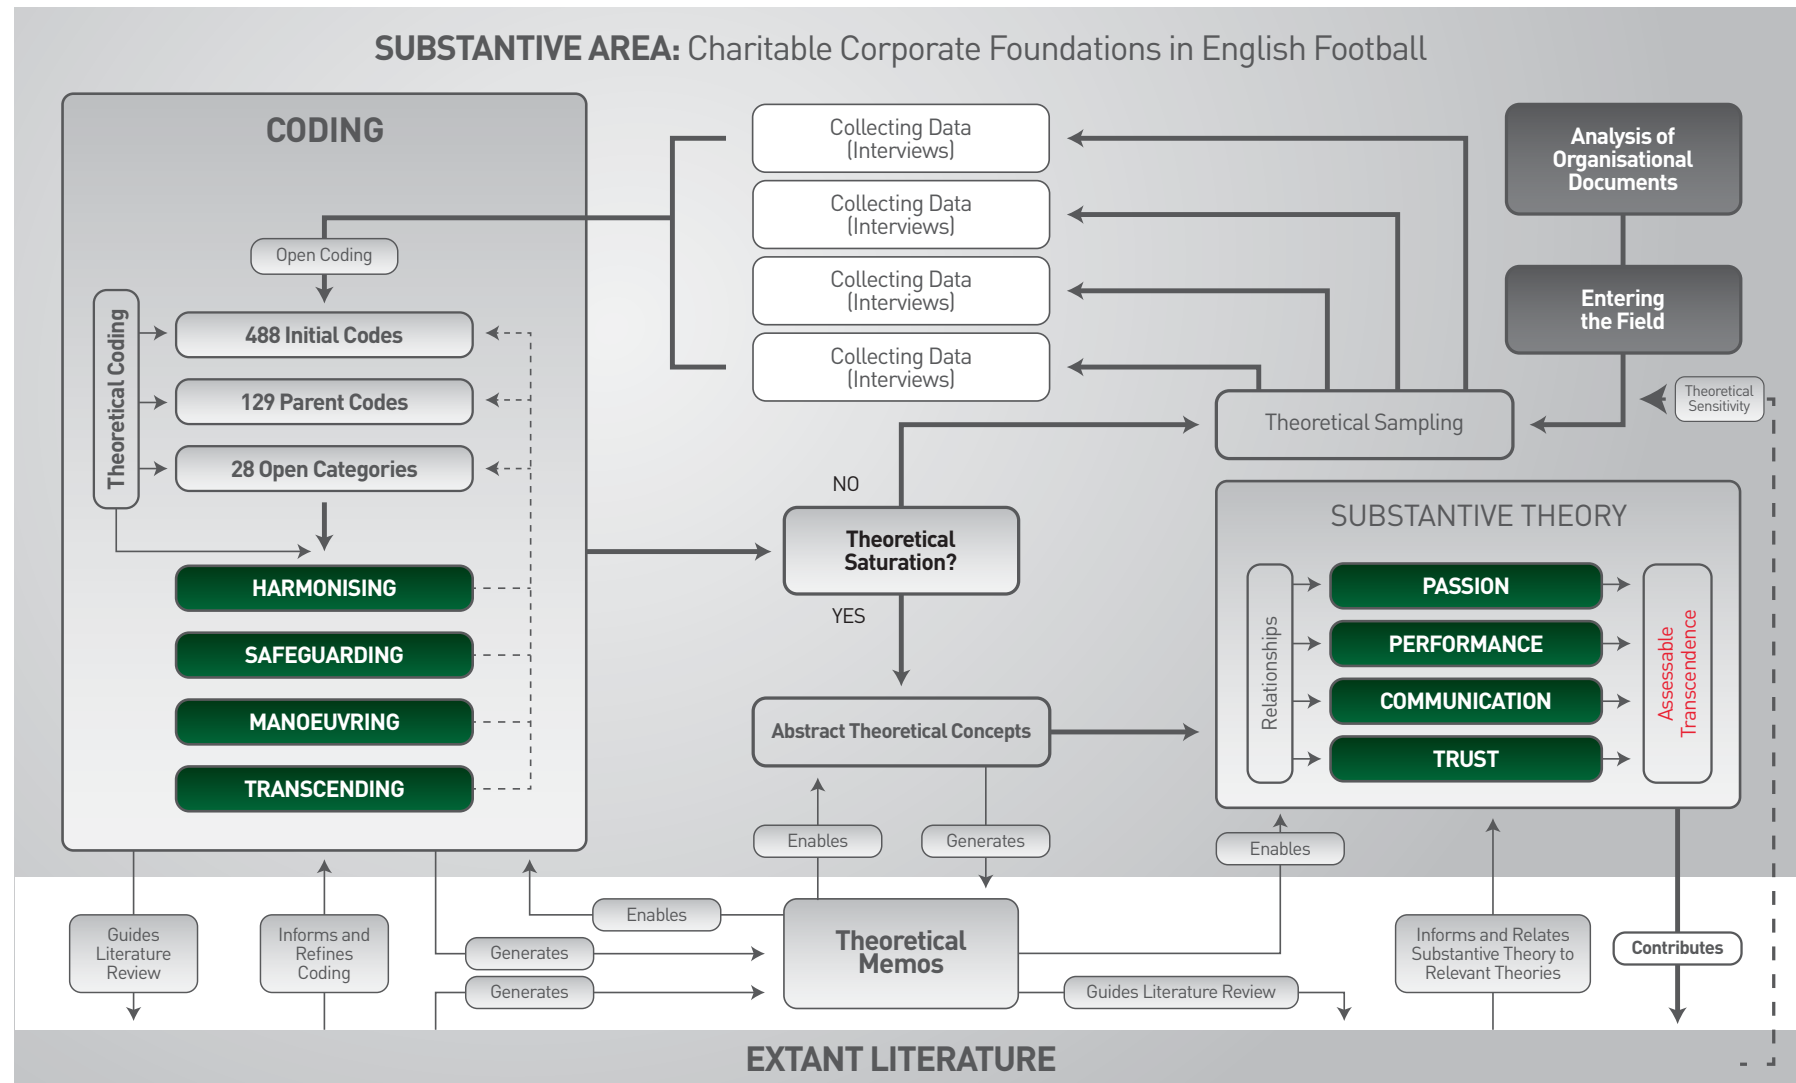 SUBSTANTIVE AREA: Charitable Corporate Foundations in English Football
CODING
Open Coding
Theoretical Coding
488 Initial Codes
129 Parent Codes
28 Open Categories
HARMONISING
SAFEGUARDING
MANOEUVRING
TRANSCENDING
Collecting Data
(Interviews)
Collecting Data
(Interviews)
Collecting Data
(Interviews)
Collecting Data
(Interviews)
Analysis of
Organisational
Documents
Entering
the Field
Theoretical
Sensitivity
Theoretical Sampling
NO
Theoretical
Saturation?
YES
Abstract Theoretical Concepts
SUBSTANTIVE THEORY
Relationships
PASSION
PERFORMANCE
COMMUNICATION
TRUST
Assessable
Transcendence
Enables
Generates
Enables
Guides
Literature
Review
Informs and
Refines
Coding
Enables
Generates
Generates
Theoretical
Memos
Guides Literature Review
Informs and Relates
Substantive Theory to
Relevant Theories
Contributes
EXTANT LITERATURE